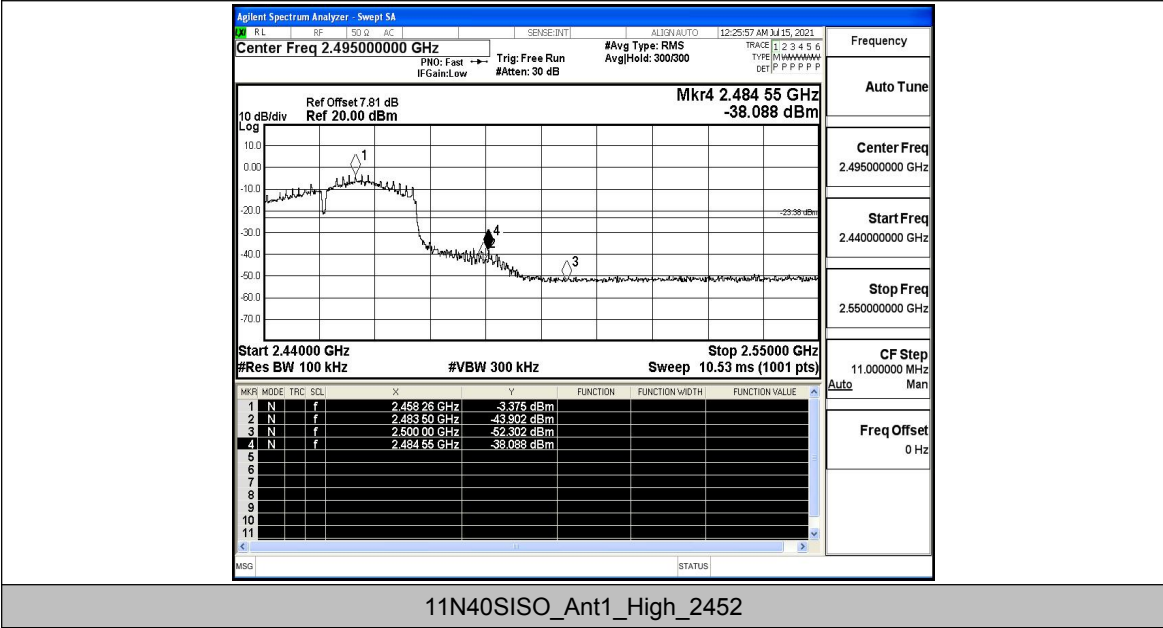 Agilent Spectrum Analyzer - Swept SA
RL RF 50 Ω AC SENSE:INT ALIGN AUTO 12:25:57 AM Jul 15, 2021
Center Freq 2.495000000 GHz
#Avg Type: RMS
TRACE 1 2 3 4 5 6
PNO: Fast
Trig: Free Run
Avg|Hold: 300/300
TYPE M
IFGain:Low
#Atten: 30 dB
DET P P P P P P
Mkr4 2.484 55 GHz
-38.088 dBm
Ref Offset 7.81 dB
10 dB/div Ref 20.00 dBm
Log
10.0
0.00
-10.0
-20.0
-30.0
-40.0
-50.0
-60.0
-70.0
1
4
3
-23.38 dBm
Start 2.44000 GHz Stop 2.55000 GHz
#Res BW 100 kHz #VBW 300 kHz Sweep 10.53 ms (1001 pts)
MKR MODE TRC SCL X Y FUNCTION FUNCTION WIDTH FUNCTION VALUE
1 N f 2.458 26 GHz -3.375 dBm
2 N f 2.483 50 GHz -43.902 dBm
3 N f 2.500 00 GHz -52.302 dBm
4 N f 2.484 55 GHz -38.088 dBm
5
6
7
8
9
10
11
MSG STATUS
Frequency
Auto Tune
Center Freq
2.495000000 GHz
Start Freq
2.440000000 GHz
Stop Freq
2.550000000 GHz
CF Step
11.000000 MHz
Auto Man
Freq Offset
0 Hz
11N40SISO_Ant1_High_2452